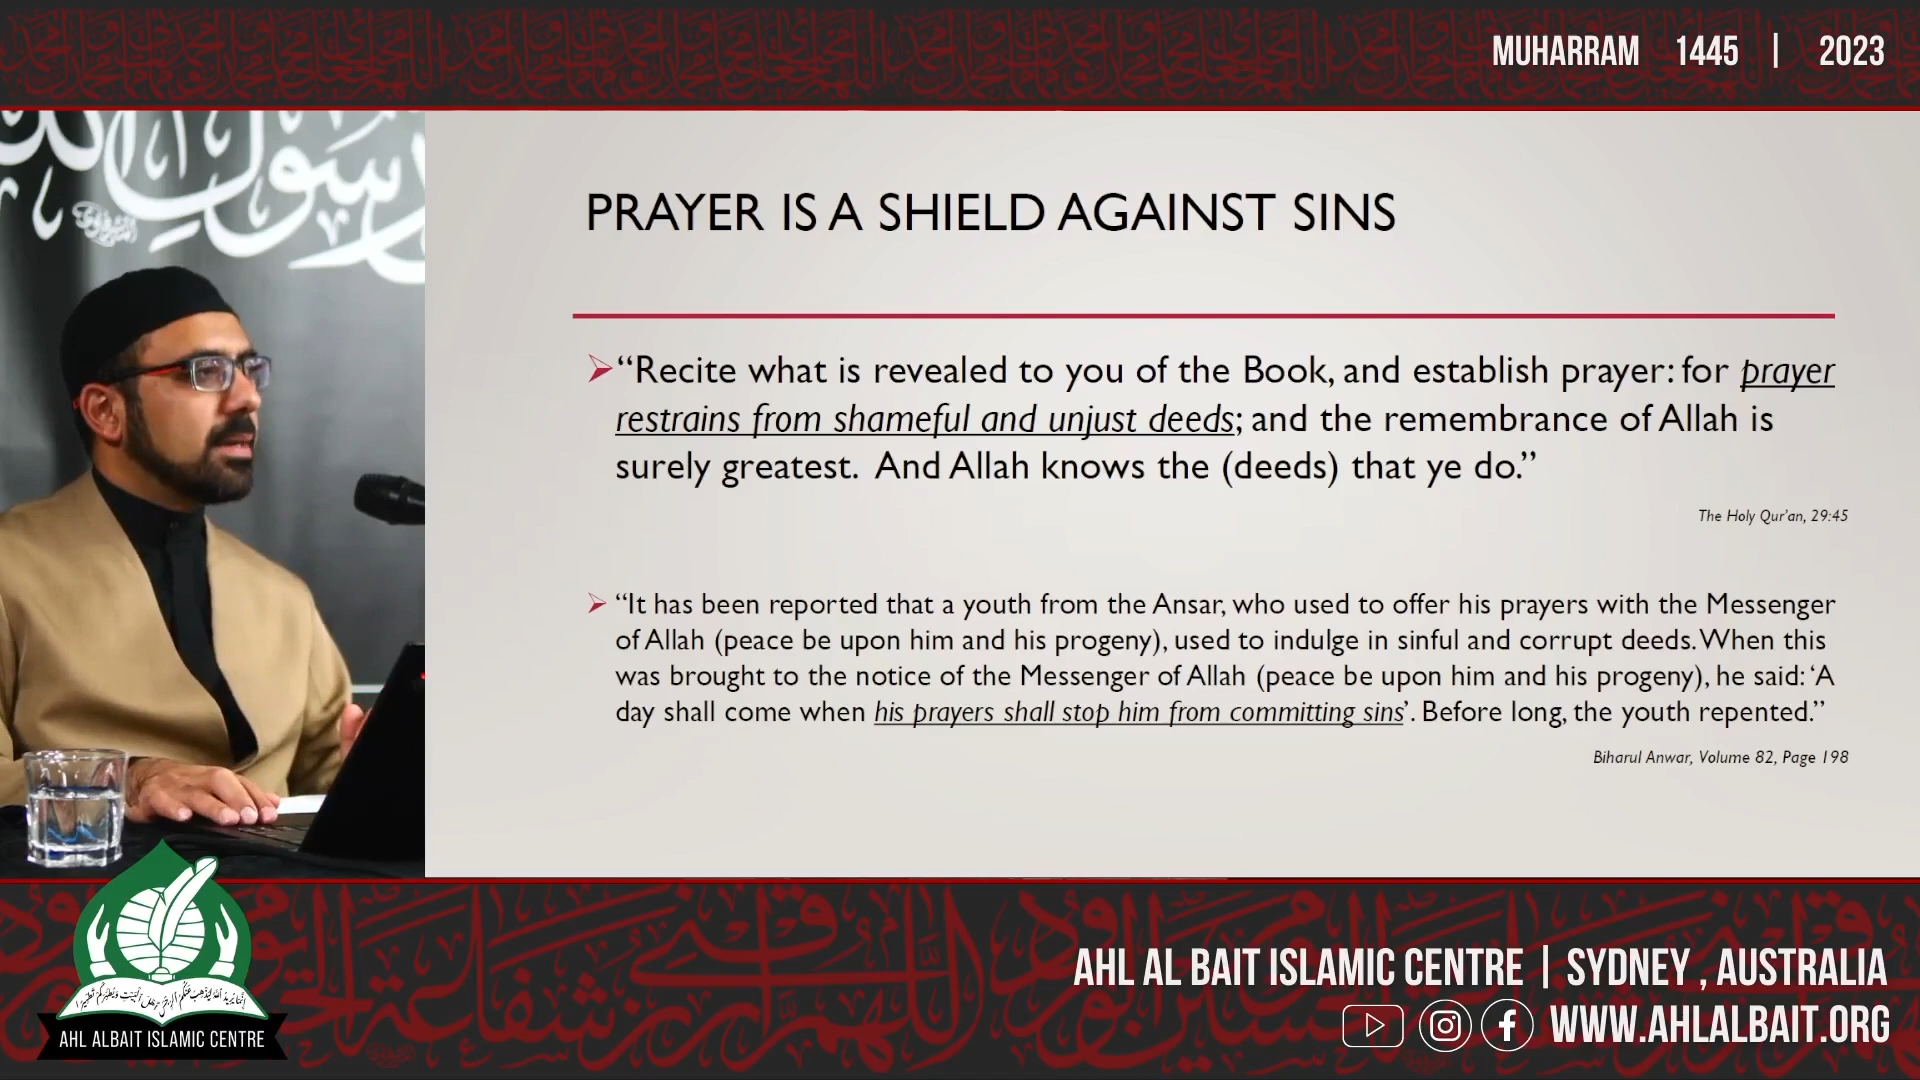 MUHARRAM 1445 | 2023
رسول الله
PRAYER IS A SHIELD AGAINST SINS
“Recite what is revealed to you of the Book, and establish prayer: for prayer
restrains from shameful and unjust deeds; and the remembrance of Allah is
surely greatest. And Allah knows the (deeds) that ye do.”
The Holy Qur’an, 29:45
“It has been reported that a youth from the Ansar, who used to offer his prayers with the Messenger
of Allah (peace be upon him and his progeny), used to indulge in sinful and corrupt deeds. When this
was brought to the notice of the Messenger of Allah (peace be upon him and his progeny), he said: ‘A
day shall come when his prayers shall stop him from committing sins’. Before long, the youth repented.”
Biharul Anwar, Volume 82, Page 198
AHL ALBAIT ISLAMIC CENTRE
AHL AL BAIT ISLAMIC CENTRE | SYDNEY , AUSTRALIA
WWW.AHLALBAIT.ORG